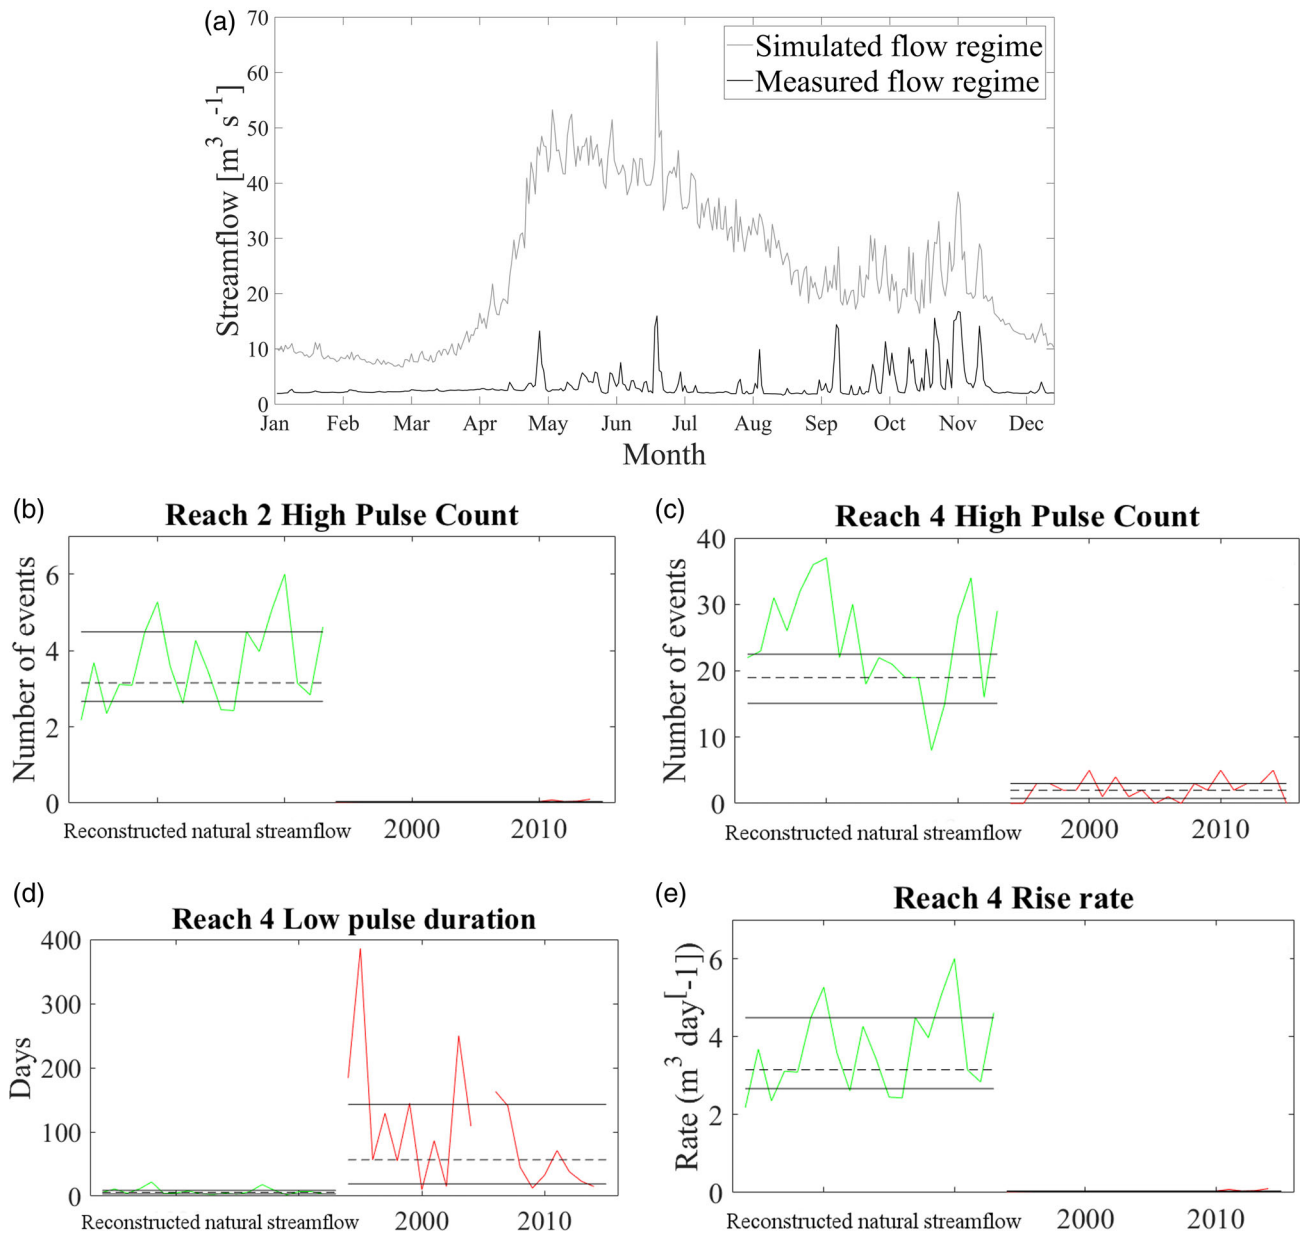 (a)
70
60
50
40
30
20
10
0
Streamflow [m³ s⁻¹]
Simulated flow regime
Measured flow regime
Jan Feb Mar Apr May Jun Jul Aug Sep Oct Nov Dec
Month
(b)
Reach 2 High Pulse Count
Number of events
6
4
2
0
Reconstructed natural streamflow 2000 2010
(c)
Reach 4 High Pulse Count
Number of events
40
30
20
10
0
Reconstructed natural streamflow 2000 2010
(d)
Reach 4 Low pulse duration
Days
400
300
200
100
0
Reconstructed natural streamflow 2000 2010
(e)
Reach 4 Rise rate
Rate (m³ day[-1])
6
4
2
0
Reconstructed natural streamflow 2000 2010